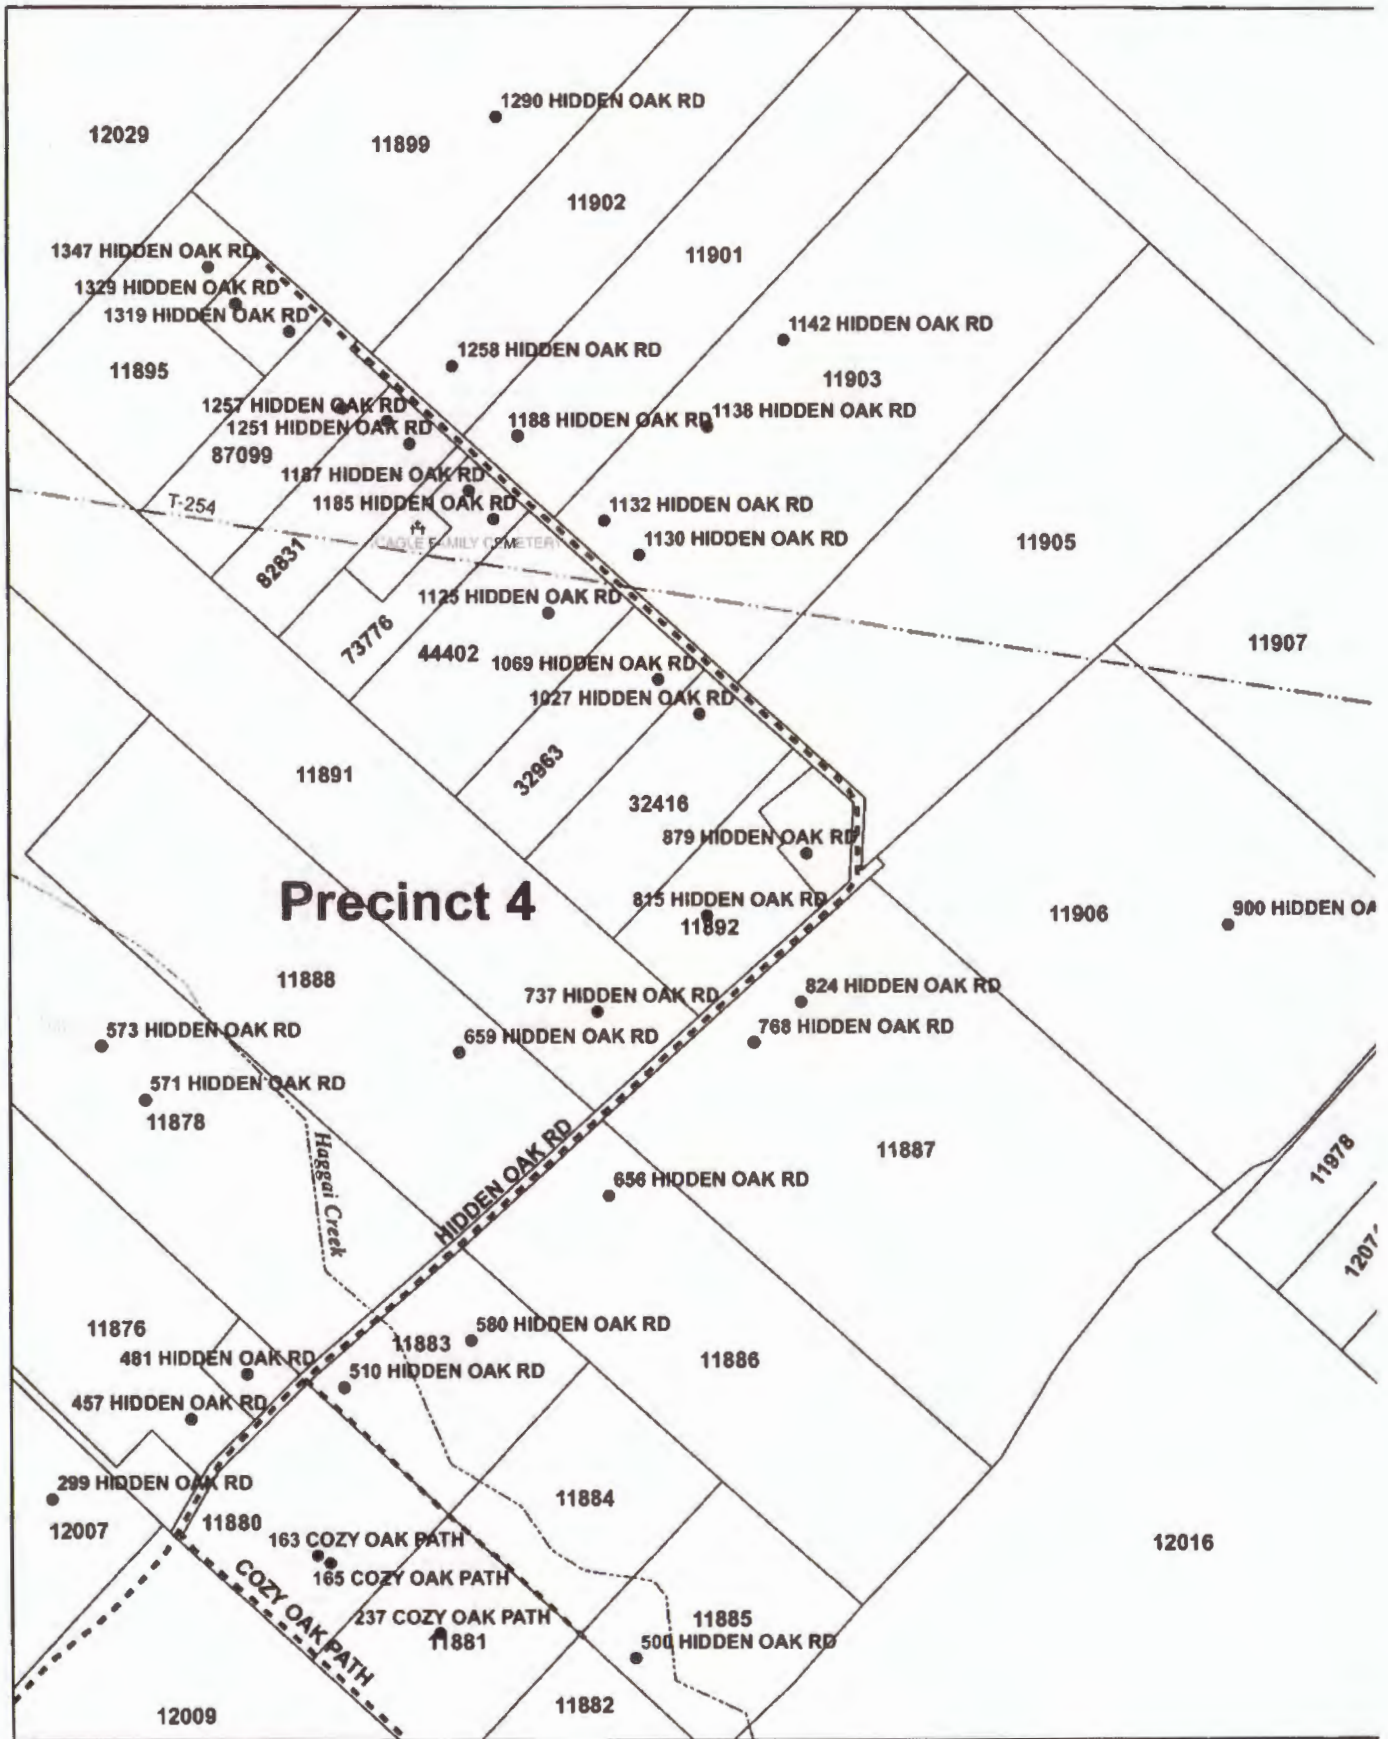 1290 HIDDEN OAK RD
12029
11899
11902
11901
1347 HIDDEN OAK RD
1329 HIDDEN OAK RD
1319 HIDDEN OAK RD
1142 HIDDEN OAK RD
1258 HIDDEN OAK RD
11895
11903
1257 HIDDEN OAK RD
1138 HIDDEN OAK RD
1188 HIDDEN OAK RD
1251 HIDDEN OAK RD
87099
1187 HIDDEN OAK RD
T-254
1185 HIDDEN OAK RD
1132 HIDDEN OAK RD
1130 HIDDEN OAK RD
CAGLE FAMILY CEMETERY
11905
82831
1125 HIDDEN OAK RD
73776
44402
11907
1069 HIDDEN OAK RD
1027 HIDDEN OAK RD
11891
32963
32416
879 HIDDEN OAK RD
Precinct 4
815 HIDDEN OAK RD
11892
11906
900 HIDDEN OA
11888
824 HIDDEN OAK RD
737 HIDDEN OAK RD
768 HIDDEN OAK RD
573 HIDDEN OAK RD
659 HIDDEN OAK RD
571 HIDDEN OAK RD
11878
HIDDEN OAK RD
11887
11978
Haggai Creek
656 HIDDEN OAK RD
1207
11876
580 HIDDEN OAK RD
11883
481 HIDDEN OAK RD
510 HIDDEN OAK RD
11886
457 HIDDEN OAK RD
299 HIDDEN OAK RD
11884
12007
11880
163 COZY OAK PATH
12016
165 COZY OAK PATH
COZY OAK PATH
237 COZY OAK PATH
11881
11885
500 HIDDEN OAK RD
11882
12009